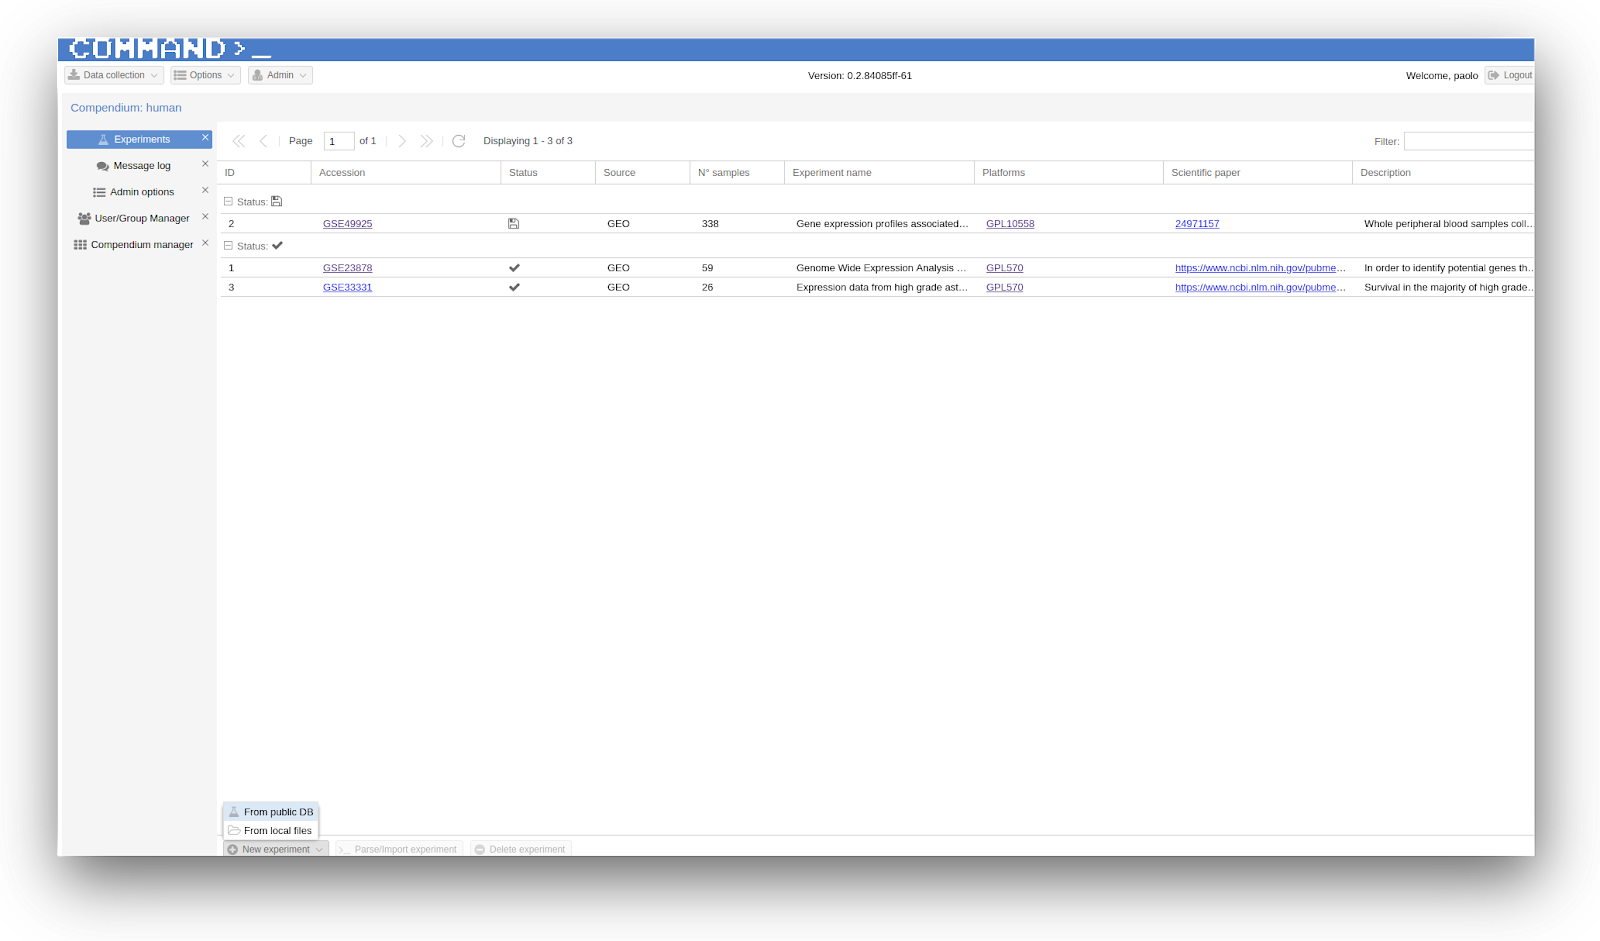 COMMAND>_
Data collection Options Admin Version: 0.2.84085ff-61 Welcome, paolo Logout
Compendium: human
Experiments
Message log
Admin options
User/Group Manager
Compendium manager
Page 1 of 1 Displaying 1 - 3 of 3 Filter:
ID Accession Status Source N° samples Experiment name Platforms Scientific paper Description
Status:
2 GSE49925 GEO 338 Gene expression profiles associated... GPL10558 24971157 Whole peripheral blood samples coll...
Status:
1 GSE23878 GEO 59 Genome Wide Expression Analysis ... GPL570 https://www.ncbi.nlm.nih.gov/pubme... In order to identify potential genes th...
3 GSE33331 GEO 26 Expression data from high grade ast... GPL570 https://www.ncbi.nlm.nih.gov/pubme... Survival in the majority of high grade...
From public DB
From local files
New experiment >_ Parse/Import experiment Delete experiment